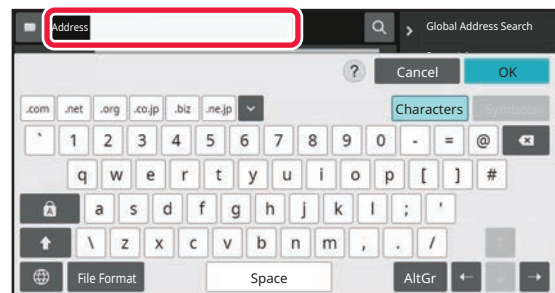 Address Global Address Search
? Cancel OK
.com .net .org .co.jp .biz .ne.jp Characters Symbols
` 1 2 3 4 5 6 7 8 9 0 - = @
q w e r t y u i o p [ ] #
A a s d f g h j k l ; '
\ z x c v b n m , . /
File Format Space AltGr